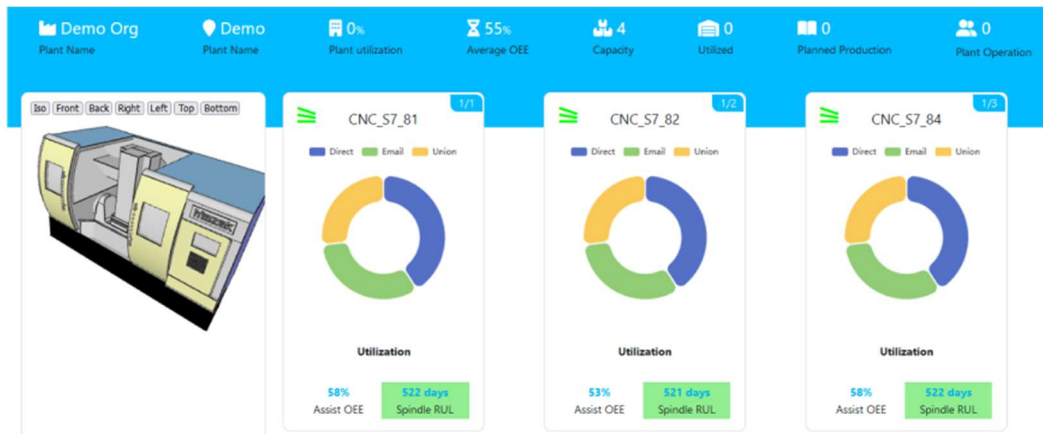 Demo Org
Plant Name
Demo
Plant Name
0%
Plant utilization
55%
Average OEE
4
Capacity
0
Utilized
0
Planned Production
0
Plant Operation
Iso Front Back Right Left Top Bottom
1/1
CNC_S7_81
Direct Email Union
Utilization
58%
Assist OEE
522 days
Spindle RUL
1/2
CNC_S7_82
Direct Email Union
Utilization
53%
Assist OEE
521 days
Spindle RUL
1/3
CNC_S7_84
Direct Email Union
Utilization
58%
Assist OEE
522 days
Spindle RUL